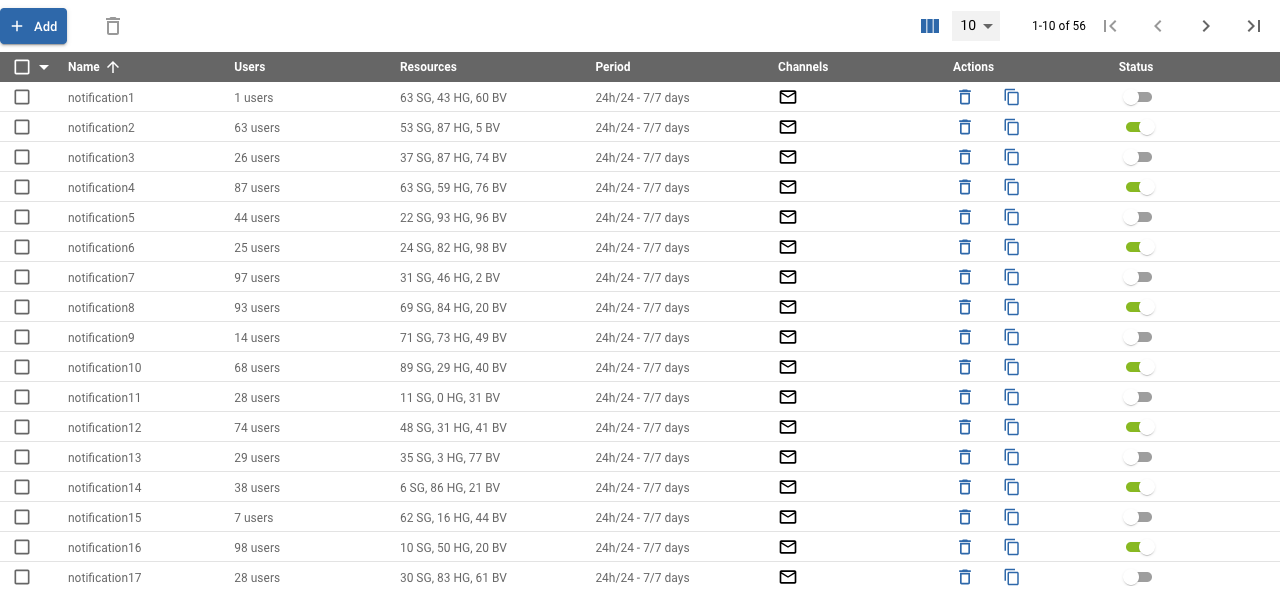 Add 10 1-10 of 56
Name Users Resources Period Channels Actions Status
notification1 1 users 63 SG, 43 HG, 60 BV 24h/24 - 7/7 days
notification2 63 users 53 SG, 87 HG, 5 BV 24h/24 - 7/7 days
notification3 26 users 37 SG, 87 HG, 74 BV 24h/24 - 7/7 days
notification4 87 users 63 SG, 59 HG, 76 BV 24h/24 - 7/7 days
notification5 44 users 22 SG, 93 HG, 96 BV 24h/24 - 7/7 days
notification6 25 users 24 SG, 82 HG, 98 BV 24h/24 - 7/7 days
notification7 97 users 31 SG, 46 HG, 2 BV 24h/24 - 7/7 days
notification8 93 users 69 SG, 84 HG, 20 BV 24h/24 - 7/7 days
notification9 14 users 71 SG, 73 HG, 49 BV 24h/24 - 7/7 days
notification10 68 users 89 SG, 29 HG, 40 BV 24h/24 - 7/7 days
notification11 28 users 11 SG, 0 HG, 31 BV 24h/24 - 7/7 days
notification12 74 users 48 SG, 31 HG, 41 BV 24h/24 - 7/7 days
notification13 29 users 35 SG, 3 HG, 77 BV 24h/24 - 7/7 days
notification14 38 users 6 SG, 86 HG, 21 BV 24h/24 - 7/7 days
notification15 7 users 62 SG, 16 HG, 44 BV 24h/24 - 7/7 days
notification16 98 users 10 SG, 50 HG, 20 BV 24h/24 - 7/7 days
notification17 28 users 30 SG, 83 HG, 61 BV 24h/24 - 7/7 days